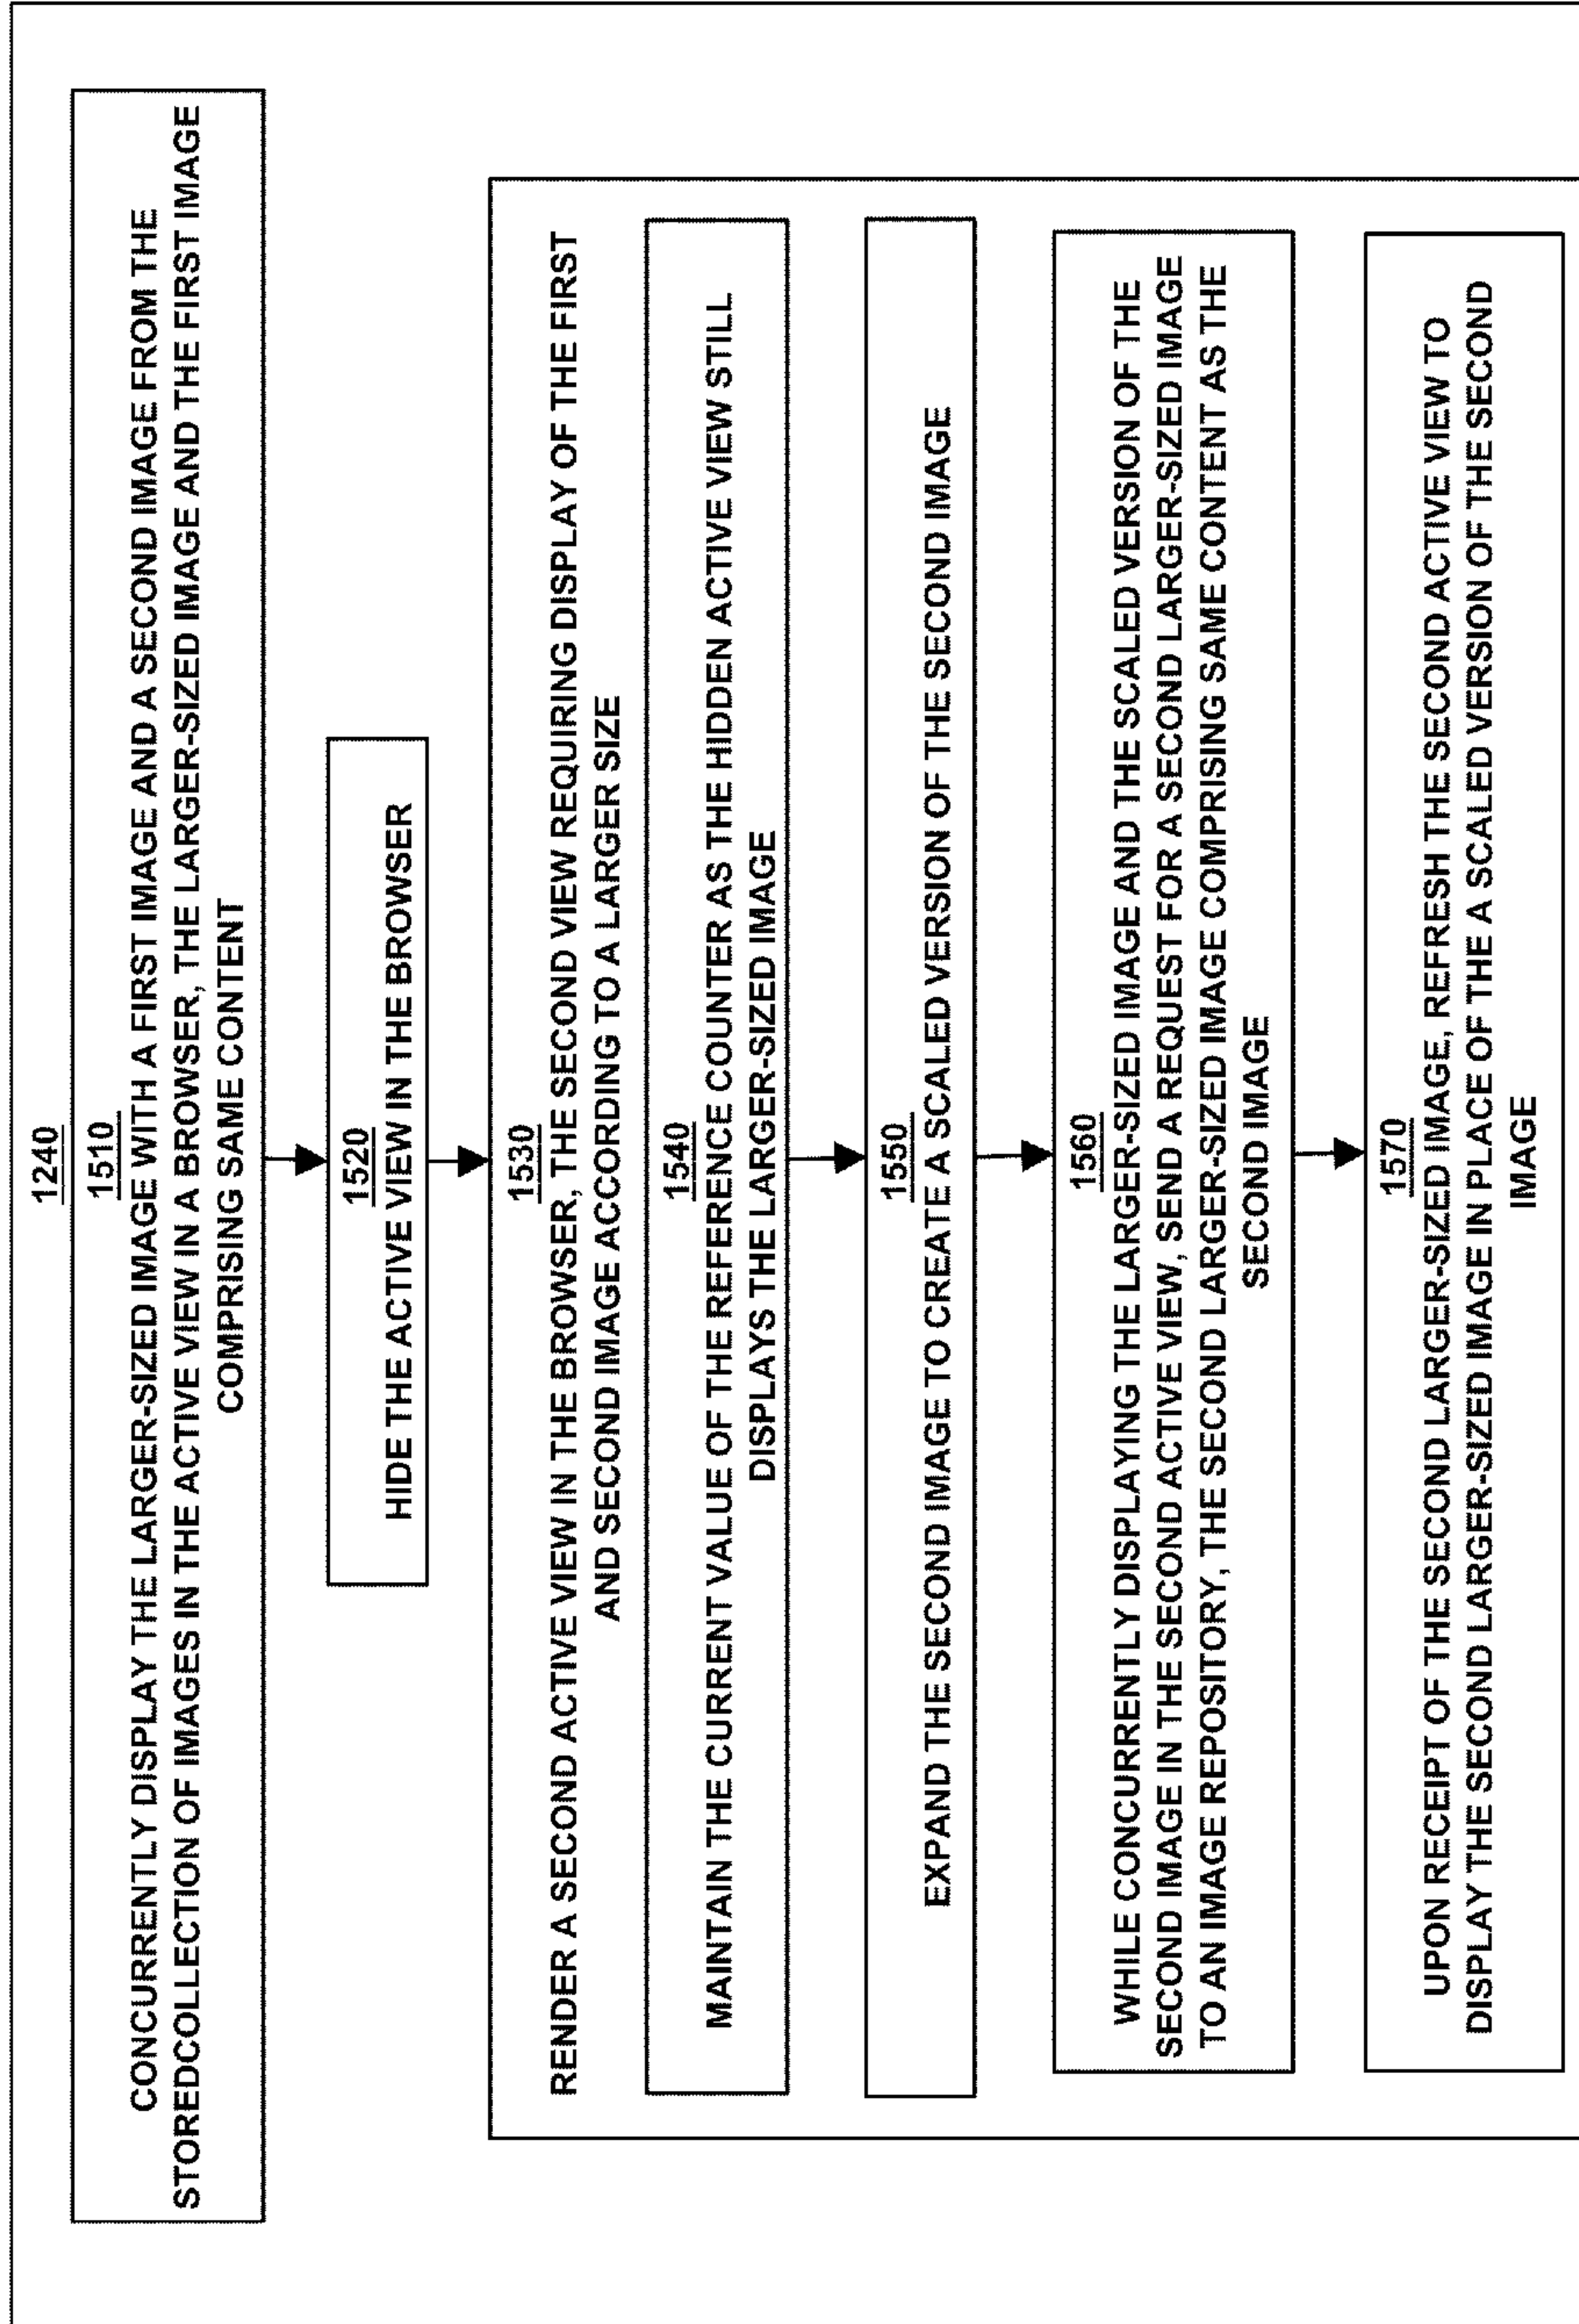 1240
1510
CONCURRENTLY DISPLAY THE LARGER-SIZED IMAGE WITH A FIRST IMAGE AND A SECOND IMAGE FROM THE
STOREDCOLLECTION OF IMAGES IN THE ACTIVE VIEW IN A BROWSER, THE LARGER-SIZED IMAGE AND THE FIRST IMAGE
COMPRISING SAME CONTENT
1520
HIDE THE ACTIVE VIEW IN THE BROWSER
1530
RENDER A SECOND ACTIVE VIEW IN THE BROWSER, THE SECOND VIEW REQUIRING DISPLAY OF THE FIRST
AND SECOND IMAGE ACCORDING TO A LARGER SIZE
1540
MAINTAIN THE CURRENT VALUE OF THE REFERENCE COUNTER AS THE HIDDEN ACTIVE VIEW STILL
DISPLAYS THE LARGER-SIZED IMAGE
1550
EXPAND THE SECOND IMAGE TO CREATE A SCALED VERSION OF THE SECOND IMAGE
1560
WHILE CONCURRENTLY DISPLAYING THE LARGER-SIZED IMAGE AND THE SCALED VERSION OF THE
SECOND IMAGE IN THE SECOND ACTIVE VIEW, SEND A REQUEST FOR A SECOND LARGER-SIZED IMAGE
TO AN IMAGE REPOSITORY, THE SECOND LARGER-SIZED IMAGE COMPRISING SAME CONTENT AS THE
SECOND IMAGE
1570
UPON RECEIPT OF THE SECOND LARGER-SIZED IMAGE, REFRESH THE SECOND ACTIVE VIEW TO
DISPLAY THE SECOND LARGER-SIZED IMAGE IN PLACE OF THE A SCALED VERSION OF THE SECOND
IMAGE